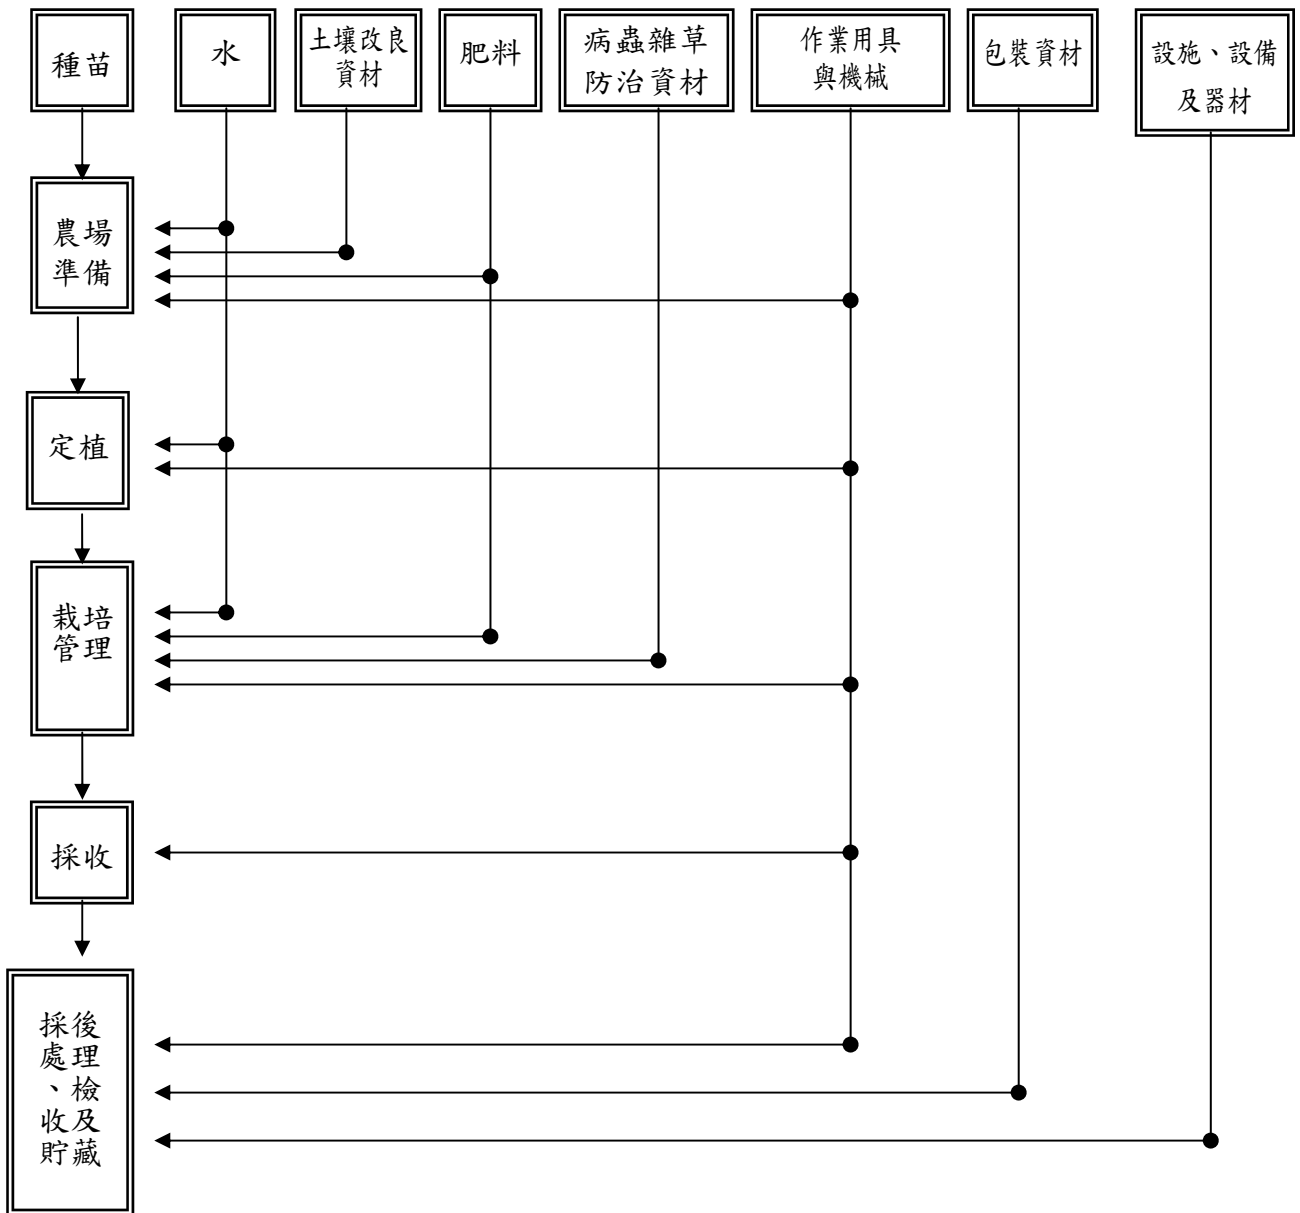 種苗
水
土壤改良
資材
肥料
病蟲雜草
防治資材
作業用具
與機械
包裝資材
設施、設備
及器材
農場
準備
定植
栽培
管理
採收
採後
處理
、檢
收及
貯藏